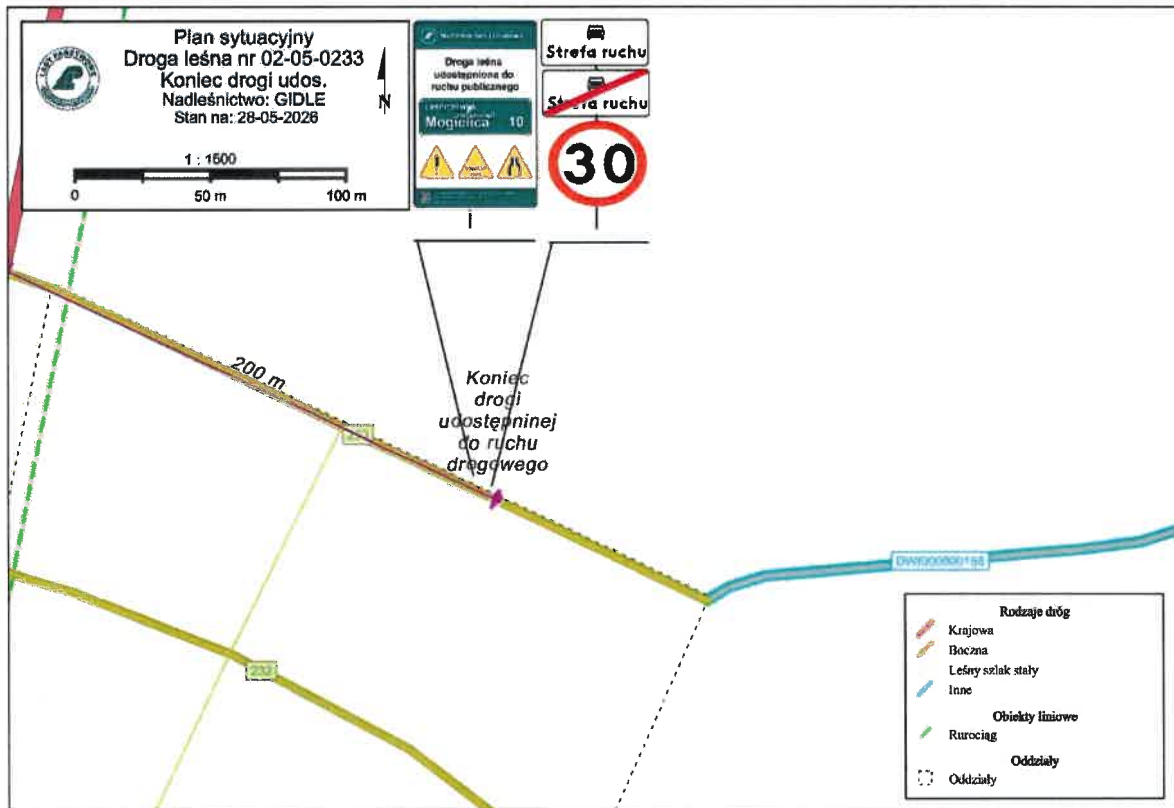 Plan sytuacyjny
Droga leśna nr 02-05-0233
Koniec drogi udos.
Nadleśnictwo: GIDLE
Stan na: 28-05-2026
N
1 : 1500
0 50 m 100 m
Droga leśna
udostępniona do
ruchu publicznego
Mogielica 10
Strefa ruchu
Strefa ruchu
30
200 m
Koniec
drogi
udostępninej
do ruchu
drogowego
232
Rodzaje dróg
Krajowa
Boczna
Leśny szlak stały
Inne
Obiekty liniowe
Rurociąg
Oddziały
Oddziały